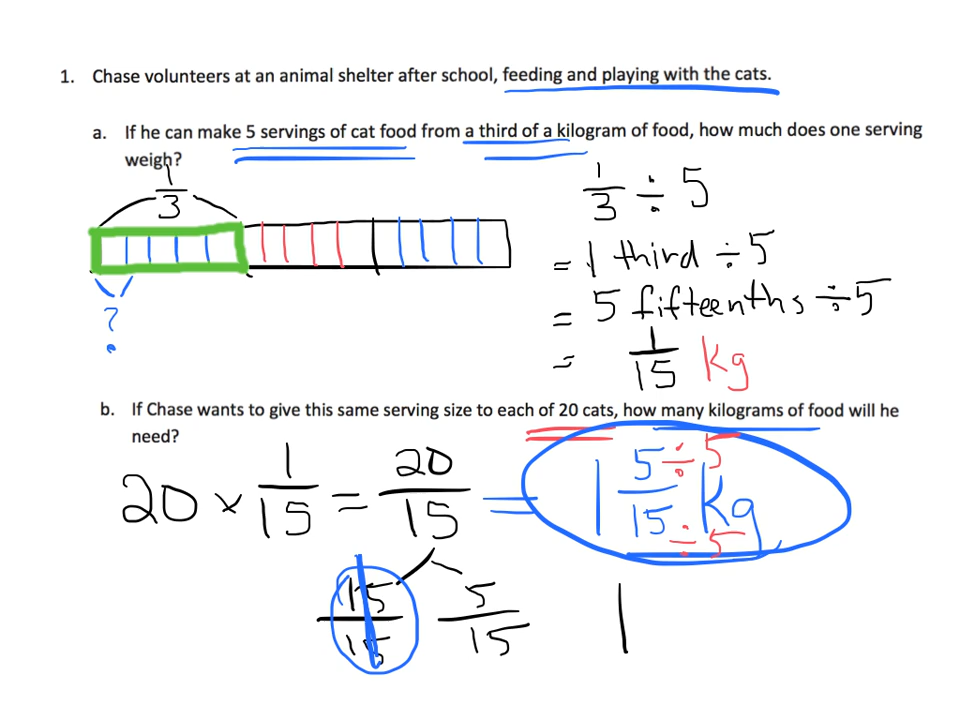 1. Chase volunteers at an animal shelter after school, feeding and playing with the cats.
a. If he can make 5 servings of cat food from a third of a kilogram of food, how much does one serving
weigh?
1/3
1/3 ÷ 5
= 1 third ÷ 5
= 5 fifteenths ÷ 5
?
= 1/15 Kg
b. If Chase wants to give this same serving size to each of 20 cats, how many kilograms of food will he
need?
20 × 1/15 = 20/15 = 1 5÷5/15÷5 Kg
15/15 5/15 1